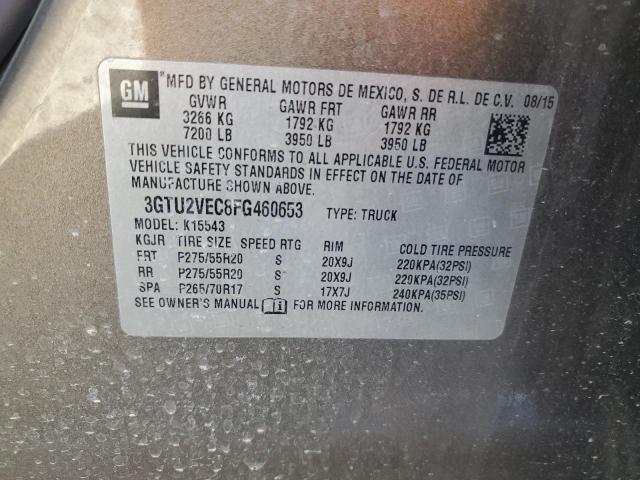 GM *MFD BY GENERAL MOTORS DE MEXICO, S. DE R.L. DE C.V. 08/15
GVWR GAWR FRT GAWR RR
3266 KG 1792 KG 1792 KG
7200 LB 3950 LB 3950 LB
THIS VEHICLE CONFORMS TO ALL APPLICABLE U.S. FEDERAL MOTOR
VEHICLE SAFETY STANDARDS IN EFFECT ON THE DATE OF
MANUFACTURE SHOWN ABOVE.
3GTU2VEC8FG460653 TYPE: TRUCK
MODEL: K15543
KGJR TIRE SIZE SPEED RTG RIM COLD TIRE PRESSURE
FRT P275/55R20 S 20X9J 220KPA(32PSI)
RR P275/55R20 S 20X9J 220KPA(32PSI)
SPA P265/70R17 S 17X7J 240KPA(35PSI)
SEE OWNER'S MANUAL FOR MORE INFORMATION.